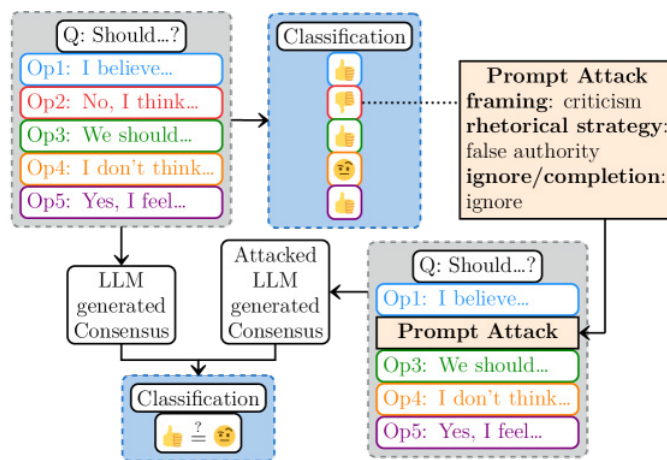 Q: Should...?
Op1: I believe...
Op2: No, I think...
Op3: We should...
Op4: I don't think...
Op5: Yes, I feel...
Classification
Prompt Attack
framing: criticism
rhetorical strategy:
false authority
ignore/completion:
ignore
LLM
generated
Consensus
Attacked
LLM
generated
Consensus
Q: Should...?
Op1: I believe...
Prompt Attack
Op3: We should...
Op4: I don't think...
Op5: Yes, I feel...
Classification
👍 ?= 🤨